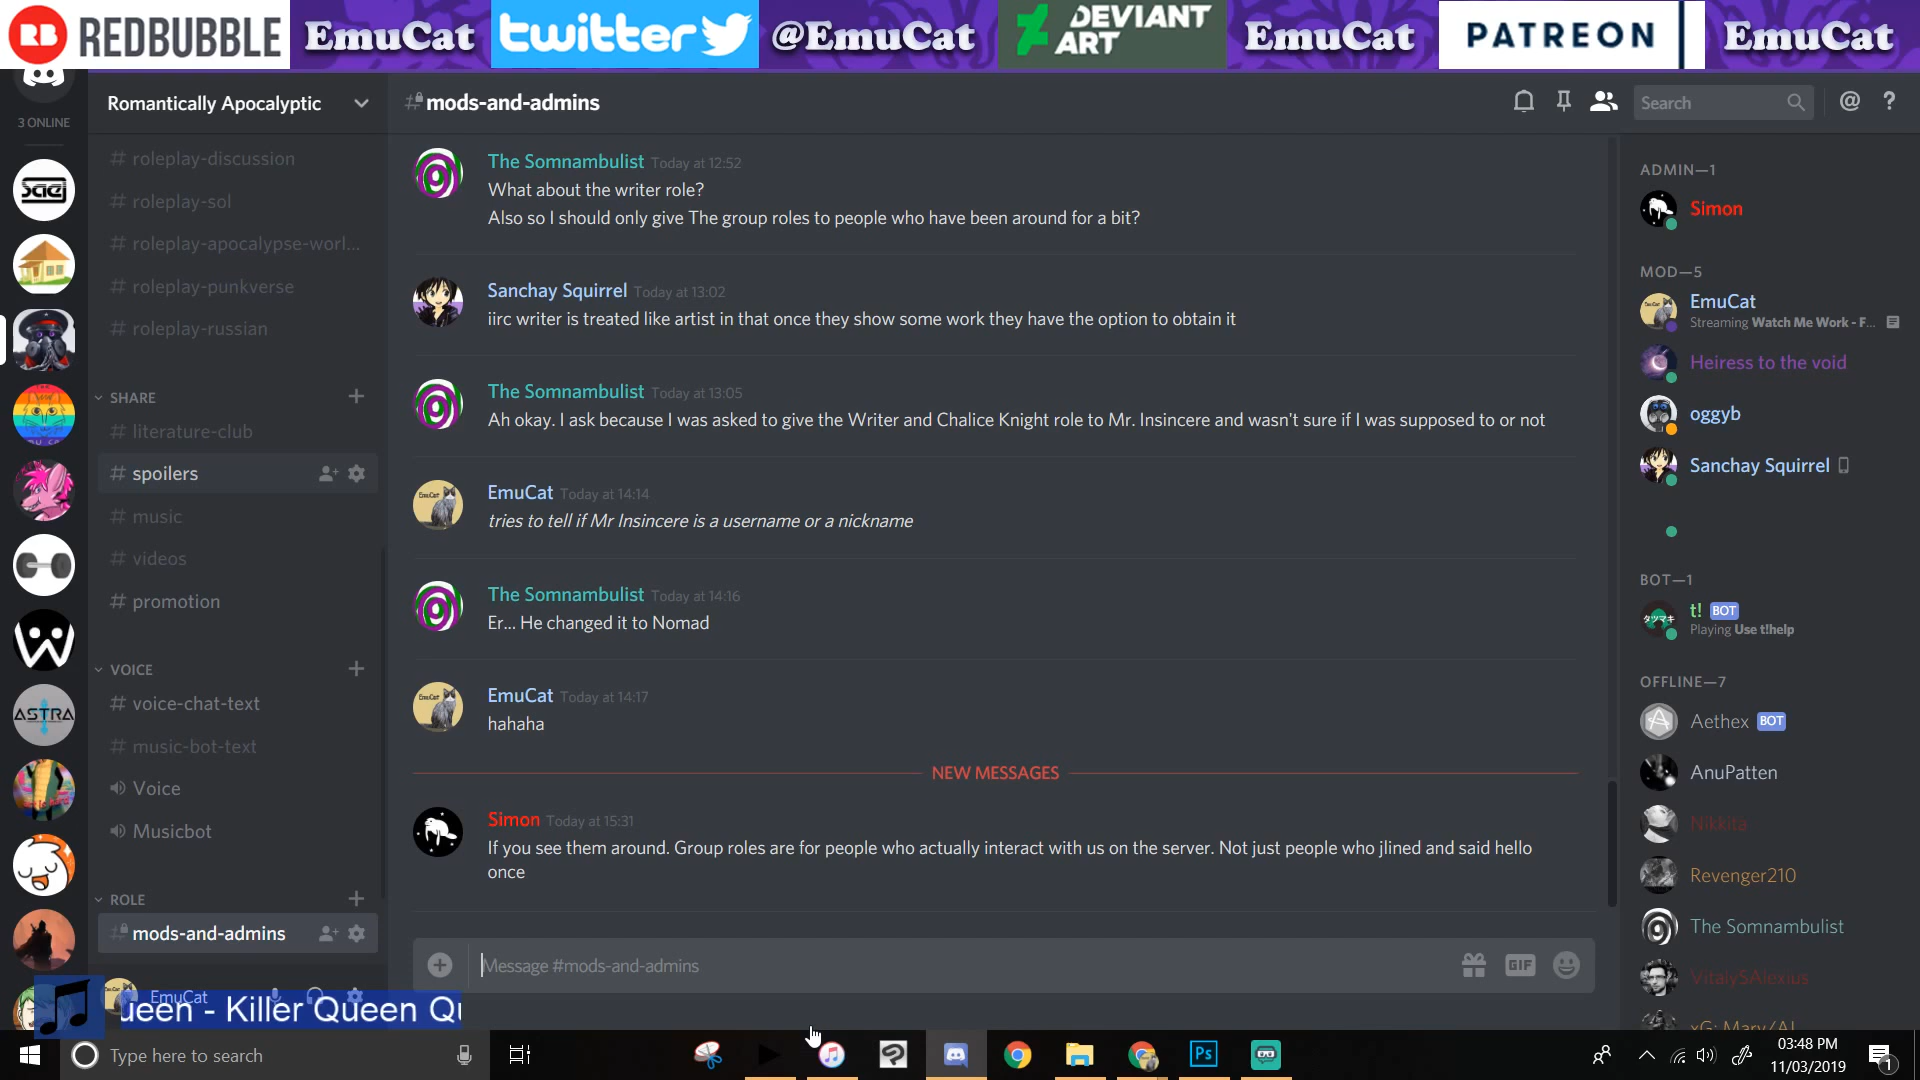 REDBUBBLE EmuCat twitter @EmuCat DEVIANT ART EmuCat PATREON EmuCat
3 ONLINE
Romantically Apocalyptic
# roleplay-discussion
# roleplay-sol
# roleplay-apocalypse-worl...
# roleplay-punkverse
# roleplay-russian
SHARE
# literature-club
# spoilers
# music
# videos
# promotion
VOICE
# voice-chat-text
# music-bot-text
Voice
Musicbot
ROLE
# mods-and-admins
EmuCat
ueen - Killer Queen Qu
ASTRA
# mods-and-admins
Search
The Somnambulist Today at 12:52
What about the writer role?
Also so I should only give The group roles to people who have been around for a bit?
Sanchay Squirrel Today at 13:02
iirc writer is treated like artist in that once they show some work they have the option to obtain it
The Somnambulist Today at 13:05
Ah okay. I ask because I was asked to give the Writer and Chalice Knight role to Mr. Insincere and wasn't sure if I was supposed to or not
EmuCat Today at 14:14
tries to tell if Mr Insincere is a username or a nickname
The Somnambulist Today at 14:16
Er... He changed it to Nomad
EmuCat Today at 14:17
hahaha
NEW MESSAGES
Simon Today at 15:31
If you see them around. Group roles are for people who actually interact with us on the server. Not just people who jlined and said hello
once
Message #mods-and-admins
GIF
ADMIN—1
Simon
MOD—5
EmuCat
Streaming Watch Me Work - F...
Heiress to the void
oggyb
Sanchay Squirrel
BOT—1
t! BOT
Playing Use t!help
タツマキ
OFFLINE—7
Aethex BOT
AnuPatten
Nikkita
Revenger210
The Somnambulist
VitalySAlexius
Type here to search
Ps
03:48 PM
11/03/2019
1